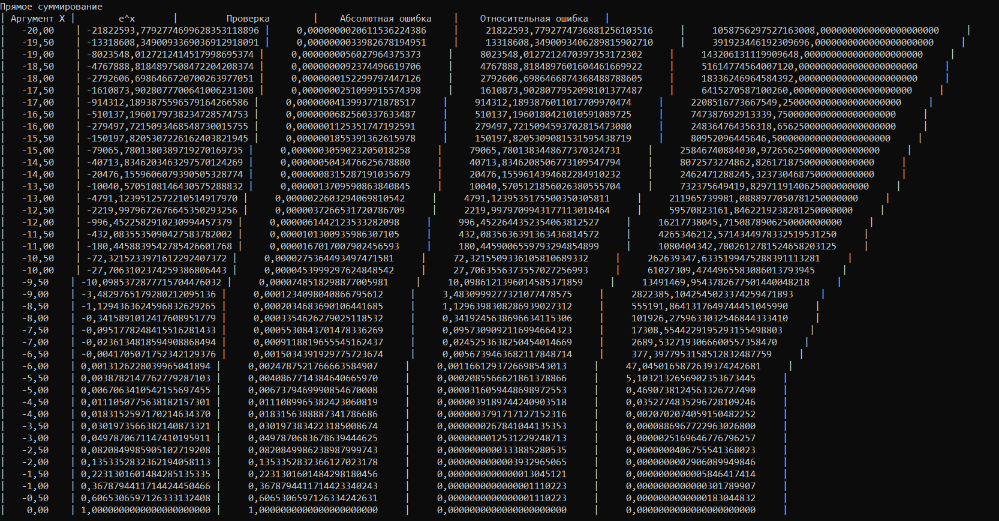 Прямое суммирование
| Аргумент X | e^x | Проверка | Абсолютная ошибка | Относительная ошибка |
| -20,00 | -21822593,7792774699628353118896 | 0,0000000020611536224386 | 21822593,7792774736881256103516 | 1058756297527163008,0000000000000000000000 |
| -19,50 | -13318608,3490093369036912918091 | 0,0000000033982678194951 | 13318608,3490093406289815902710 | 391923446192309696,0000000000000000000000 |
| -19,00 | -8023548,0127212414517998695374 | 0,0000000056027964375373 | 8023548,0127212470397353172302 | 143206131119909648,0000000000000000000000 |
| -18,50 | -4767888,8184897508472204208374 | 0,0000000092374496619706 | 4767888,8184897601604461669922 | 51614774564007120,0000000000000000000000 |
| -18,00 | -2792606,6986466720700263977051 | 0,0000000152299797447126 | 2792606,6986466874368488788605 | 18336246964584392,0000000000000000000000 |
| -17,50 | -1610873,9028077700641006231308 | 0,0000000251099915574398 | 1610873,9028077952098101377487 | 6415270587100260,0000000000000000000000 |
| -17,00 | -914312,1893875596579164266586 | 0,0000000413993771878517 | 914312,1893876011017709970474 | 2208516773667549,2500000000000000000000 |
| -16,50 | -510137,1960179738234728574753 | 0,0000000682560337633487 | 510137,1960180421010591089725 | 747387692913339,7500000000000000000000 |
| -16,00 | -279497,7215093468548730015755 | 0,0000001125351747192591 | 279497,7215094593702815473080 | 248364764356318,6562500000000000000000 |
| -15,50 | -150197,8205307226162403821945 | 0,0000001855391362615978 | 150197,8205309081531595438719 | 80952096445646,5000000000000000000000 |
| -15,00 | -79065,7801380389719270169735 | 0,0000003059023205018258 | 79065,7801383448677370324731 | 25846740884030,9726562500000000000000 |
| -14,50 | -40713,8346203463297570124269 | 0,0000005043476625678880 | 40713,8346208506773109547794 | 8072573274862,8261718750000000000000 |
| -14,00 | -20476,1559606079390505328774 | 0,0000008315287191035679 | 20476,1559614394682284910232 | 2462471288245,3237304687500000000000 |
| -13,50 | -10040,5705108146430575288832 | 0,0000013709590863840845 | 10040,5705121856026380555704 | 732375649419,8297119140625000000000 |
| -13,00 | -4791,1239512572210514917970 | 0,0000022603294069810542 | 4791,1239535175500350305811 | 211965739981,0888977050781250000000 |
| -12,50 | -2219,9979672676645350293256 | 0,0000037266531720786709 | 2219,9979709943177113018464 | 59570823161,8462219238281250000000 |
| -12,00 | -996,4522582910230994457379 | 0,0000061442123533282098 | 996,4522644352354063812527 | 16217738045,7150878906250000000000 |
| -11,50 | -432,0835535090427583782002 | 0,0000101300935986307105 | 432,0835636391363436814572 | 4265346212,5714344978332519531250 |
| -11,00 | -180,4458839542785426601768 | 0,0000167017007902456593 | 180,4459006559793294854899 | 1080404342,7802612781524658203125 |
| -10,50 | -72,3215233971612292407372 | 0,0000275364493497471581 | 72,3215509336105810689332 | 262639347,6335199475288391113281 |
| -10,00 | -27,7063102374259386806443 | 0,0000453999297624848542 | 27,7063556373557027256993 | 61027309,4744965583086013793945 |
| -9,50 | -10,0985372877715704476032 | 0,0000748518298877005981 | 10,0986121396014585371859 | 13491469,9543782677501440048218 |
| -9,00 | -3,4829765179280212095136 | 0,0001234098040866795612 | 3,4830999277321077478575 | 2822385,1042545023374259471893 |
| -8,50 | -1,1294363624596832629265 | 0,0002034683690106441685 | 1,1296398308286939027312 | 555191,8641317649744451045990 |
| -8,00 | -0,3415891012417608951779 | 0,0003354626279025118532 | 0,3419245638696634115306 | 101926,2759633032546844333410 |
| -7,50 | -0,0951778248415516281433 | 0,0005530843701478336269 | 0,0957309092116994664323 | 17308,5544229195293155498803 |
| -7,00 | -0,0236134818594908868494 | 0,0009118819655545162437 | 0,0245253638250454014669 | 2689,5327193066600557358470 |
| -6,50 | -0,0041705071752342129376 | 0,0015034391929775723674 | 0,0056739463682117848714 | 377,3977953158512832487759 |
| -6,00 | 0,0013126228039965041894 | 0,0024787521766663584907 | 0,0011661293726698543013 | 47,0450165872639374242681 |
| -5,50 | 0,0038782147762779287103 | 0,0040867714384640665970 | 0,0002085566621861378866 | 5,1032132656902353673445 |
| -5,00 | 0,0067063410542155697455 | 0,0067379469990854670008 | 0,0000316059448698972553 | 0,4690738124563326727490 |
| -4,50 | 0,0111050775638182157301 | 0,0111089965382423060819 | 0,0000039189744240903518 | 0,0352774835296728109246 |
| -4,00 | 0,0183152597170214634370 | 0,0183156388887341786686 | 0,0000003791717127152316 | 0,0020702074059150482252 |
| -3,50 | 0,0301973566382140873321 | 0,0301973834223185008674 | 0,0000000267841044135353 | 0,0000886967722963026800 |
| -3,00 | 0,0497870671147410195911 | 0,0497870683678639444625 | 0,0000000012531229248713 | 0,0000025169646776796257 |
| -2,50 | 0,0820849985905102719208 | 0,0820849986238987999743 | 0,0000000000333885280535 | 0,0000000406755541368023 |
| -2,00 | 0,1353352832362194058113 | 0,1353352832366127023178 | 0,0000000000003932965065 | 0,0000000002906089949846 |
| -1,50 | 0,2231301601484285135335 | 0,2231301601484298180456 | 0,0000000000000013045121 | 0,0000000000005846417414 |
| -1,00 | 0,3678794411714424450466 | 0,3678794411714423340243 | 0,0000000000000001110223 | 0,0000000000000301789907 |
| -0,50 | 0,6065306597126333132408 | 0,6065306597126334242631 | 0,0000000000000001110223 | 0,0000000000000183044832 |
| 0,00 | 1,0000000000000000000000 | 1,0000000000000000000000 | 0,0000000000000000000000 | 0,0000000000000000000000 |